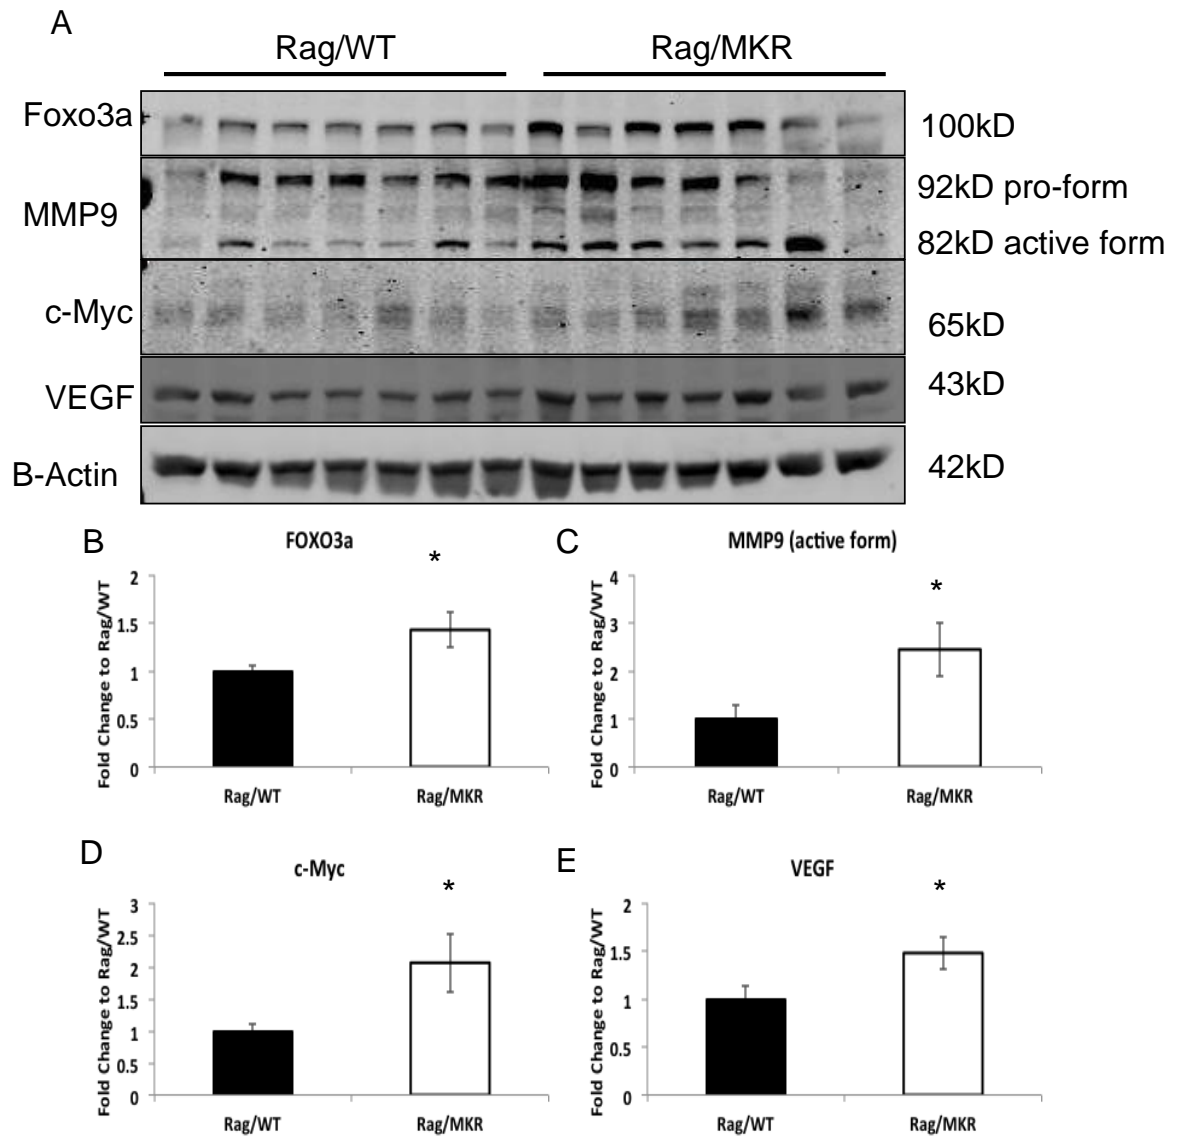 A
Rag/WT Rag/MKR
Foxo3a 100kD
MMP9 92kD pro-form
82kD active form
c-Myc 65kD
VEGF 43kD
B-Actin 42kD
B FOXO3a *
Fold Change to Rag/WT
2
1.5
1
0.5
0
Rag/WT Rag/MKR
C MMP9 (active form)
*
Fold Change to Rag/WT
4
3
2
1
0
Rag/WT Rag/MKR
D c-Myc
*
Fold Change to Rag/WT
3
2.5
2
1.5
1
0.5
0
Rag/WT Rag/MKR
E VEGF
*
Fold Change to Rag/WT
2
1.5
1
0.5
0
Rag/WT Rag/MKR